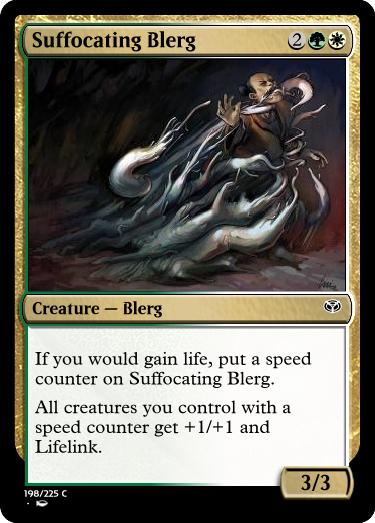 Suffocating Blerg 2
Creature — Blerg
If you would gain life, put a speed
counter on Suffocating Blerg.
All creatures you control with a
speed counter get +1/+1 and
Lifelink.
3/3
198/225 C